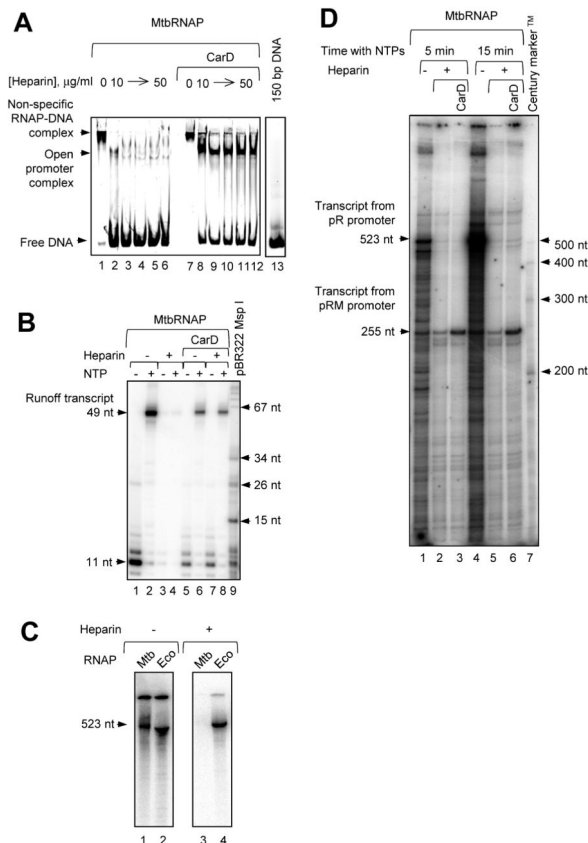 A
MtbRNAP
CarD
[Heparin], μg/ml 0 10 → 50 0 10 → 50
150 bp DNA
Non-specific
RNAP-DNA
complex
Open
promoter
complex
Free DNA
1 2 3 4 5 6 7 8 9 10 11 12 13
B
MtbRNAP
CarD
Heparin - + - +
NTP - + - + - + - +
pBR322 Msp I
Runoff transcript
49 nt
11 nt
67 nt
34 nt
26 nt
15 nt
1 2 3 4 5 6 7 8 9
C
Heparin - +
RNAP Mtb Eco Mtb Eco
523 nt
1 2 3 4
D
MtbRNAP
Time with NTPs 5 min 15 min
Heparin - + - +
CarD CarD
Century marker™
Transcript from
pR promoter
523 nt
Transcript from
pRM promoter
255 nt
500 nt
400 nt
300 nt
200 nt
1 2 3 4 5 6 7